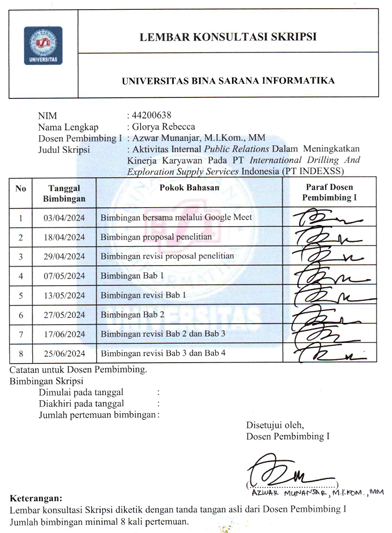 UNIVERSITAS
LEMBAR KONSULTASI SKRIPSI
UNIVERSITAS BINA SARANA INFORMATIKA
NIM : 44200638
Nama Lengkap : Glorya Rebecca
Dosen Pembimbing I : Azwar Munanjar, M.I.Kom., MM
Judul Skripsi : Aktivitas Internal Public Relations Dalam Meningkatkan
Kinerja Karyawan Pada PT International Drilling And
Exploration Supply Services Indonesia (PT INDEXSS)
No Tanggal Bimbingan Pokok Bahasan Paraf Dosen Pembimbing I
1 03/04/2024 Bimbingan bersama melalui Google Meet
2 18/04/2024 Bimbingan proposal penelitian
3 29/04/2024 Bimbingan revisi proposal penelitian
4 07/05/2024 Bimbingan Bab 1
5 13/05/2024 Bimbingan revisi Bab 1
6 27/05/2024 Bimbingan Bab 2
7 17/06/2024 Bimbingan revisi Bab 2 dan Bab 3
8 25/06/2024 Bimbingan revisi Bab 3 dan Bab 4
UNIVERSITAS
Catatan untuk Dosen Pembimbing.
Bimbingan Skripsi
Dimulai pada tanggal :
Diakhiri pada tanggal :
Jumlah pertemuan bimbingan :
Disetujui oleh,
Dosen Pembimbing I
(AZWAR MUNANJAR, M.I.KOM., MM)
Keterangan:
Lembar konsultasi Skripsi diketik dengan tanda tangan asli dari Dosen Pembimbing I
Jumlah bimbingan minimal 8 kali pertemuan.